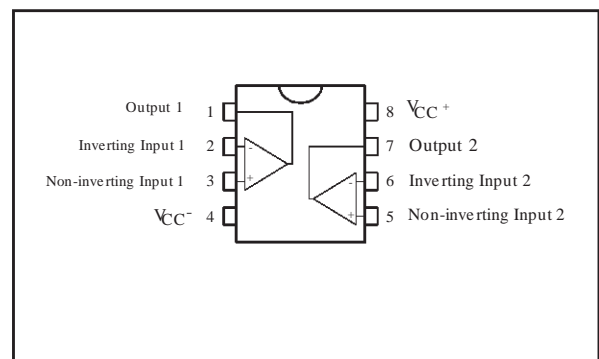 Output 1 1
Inverting Input 1 2
Non-inverting Input 1 3
VCC- 4
8 VCC+
7 Output 2
6 Inverting Input 2
5 Non-inverting Input 2
-
+
-
+